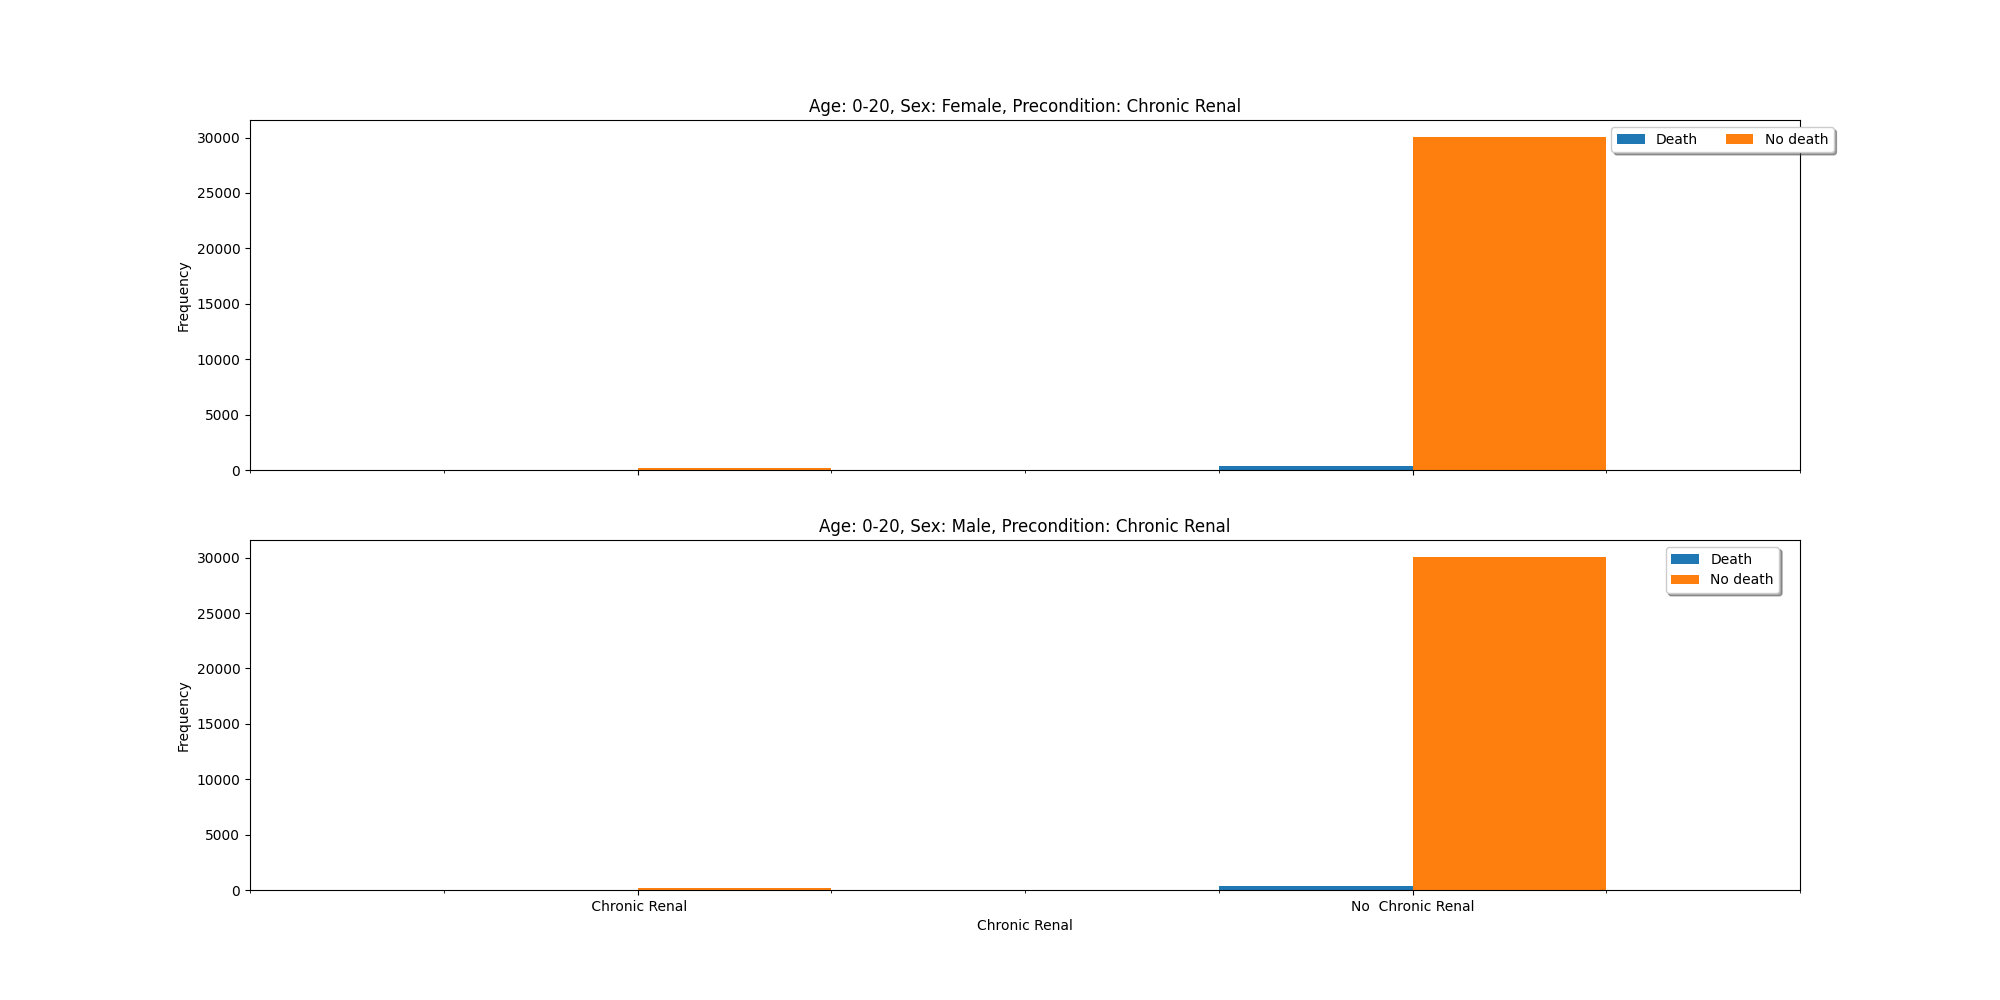 Age: 0-20, Sex: Female, Precondition: Chronic Renal
30000
25000
20000
15000
10000
5000
0
Frequency
Death No death
Age: 0-20, Sex: Male, Precondition: Chronic Renal
30000
25000
20000
15000
10000
5000
0
Frequency
Death
No death
Chronic Renal
No  Chronic Renal
Chronic Renal